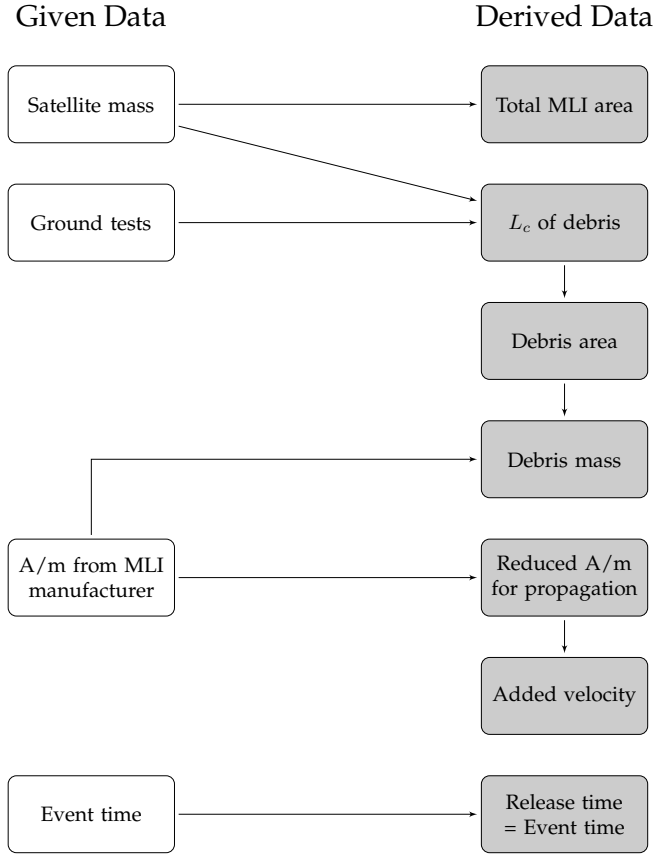 Given Data
Derived Data
Satellite mass
Total MLI area
Ground tests
L_c of debris
Debris area
Debris mass
A/m from MLI
manufacturer
Reduced A/m
for propagation
Added velocity
Event time
Release time
= Event time